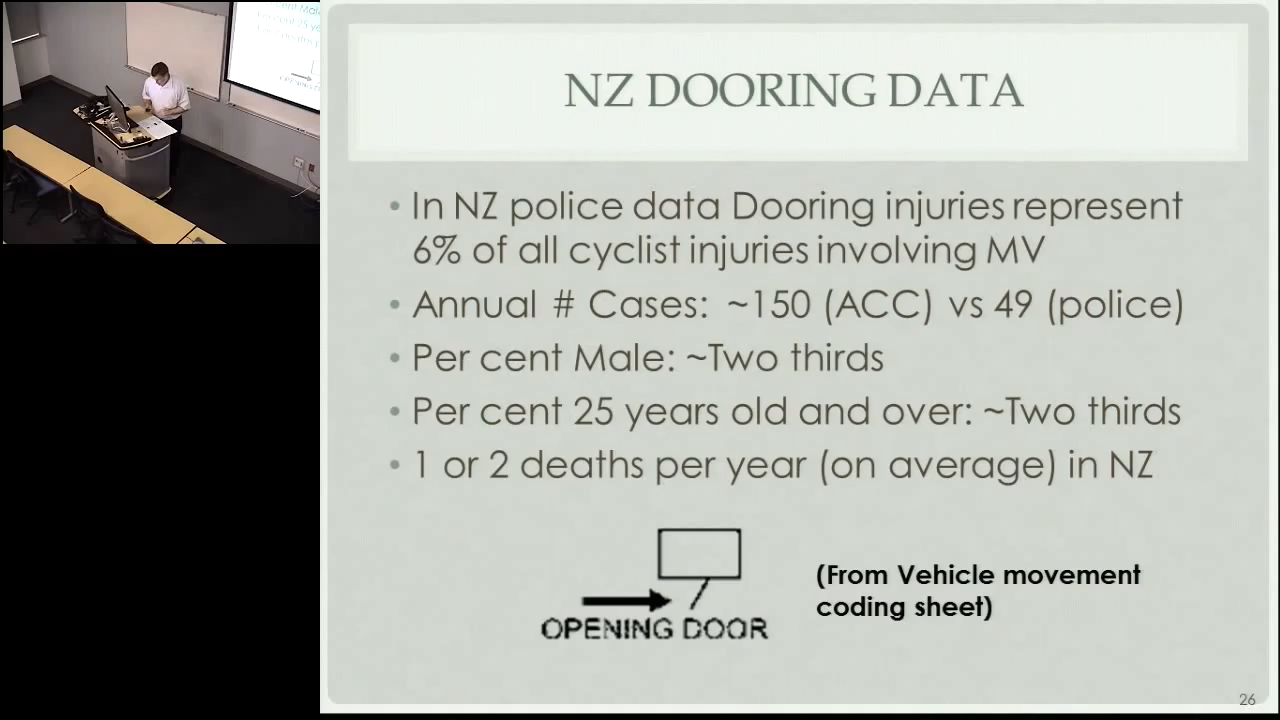 NZ DOORING DATA
• In NZ police data Dooring injuries represent
6% of all cyclist injuries involving MV
• Annual # Cases: ~150 (ACC) vs 49 (police)
• Per cent Male: ~Two thirds
• Per cent 25 years old and over: ~Two thirds
• 1 or 2 deaths per year (on average) in NZ
OPENING DOOR
(From Vehicle movement
coding sheet)
26